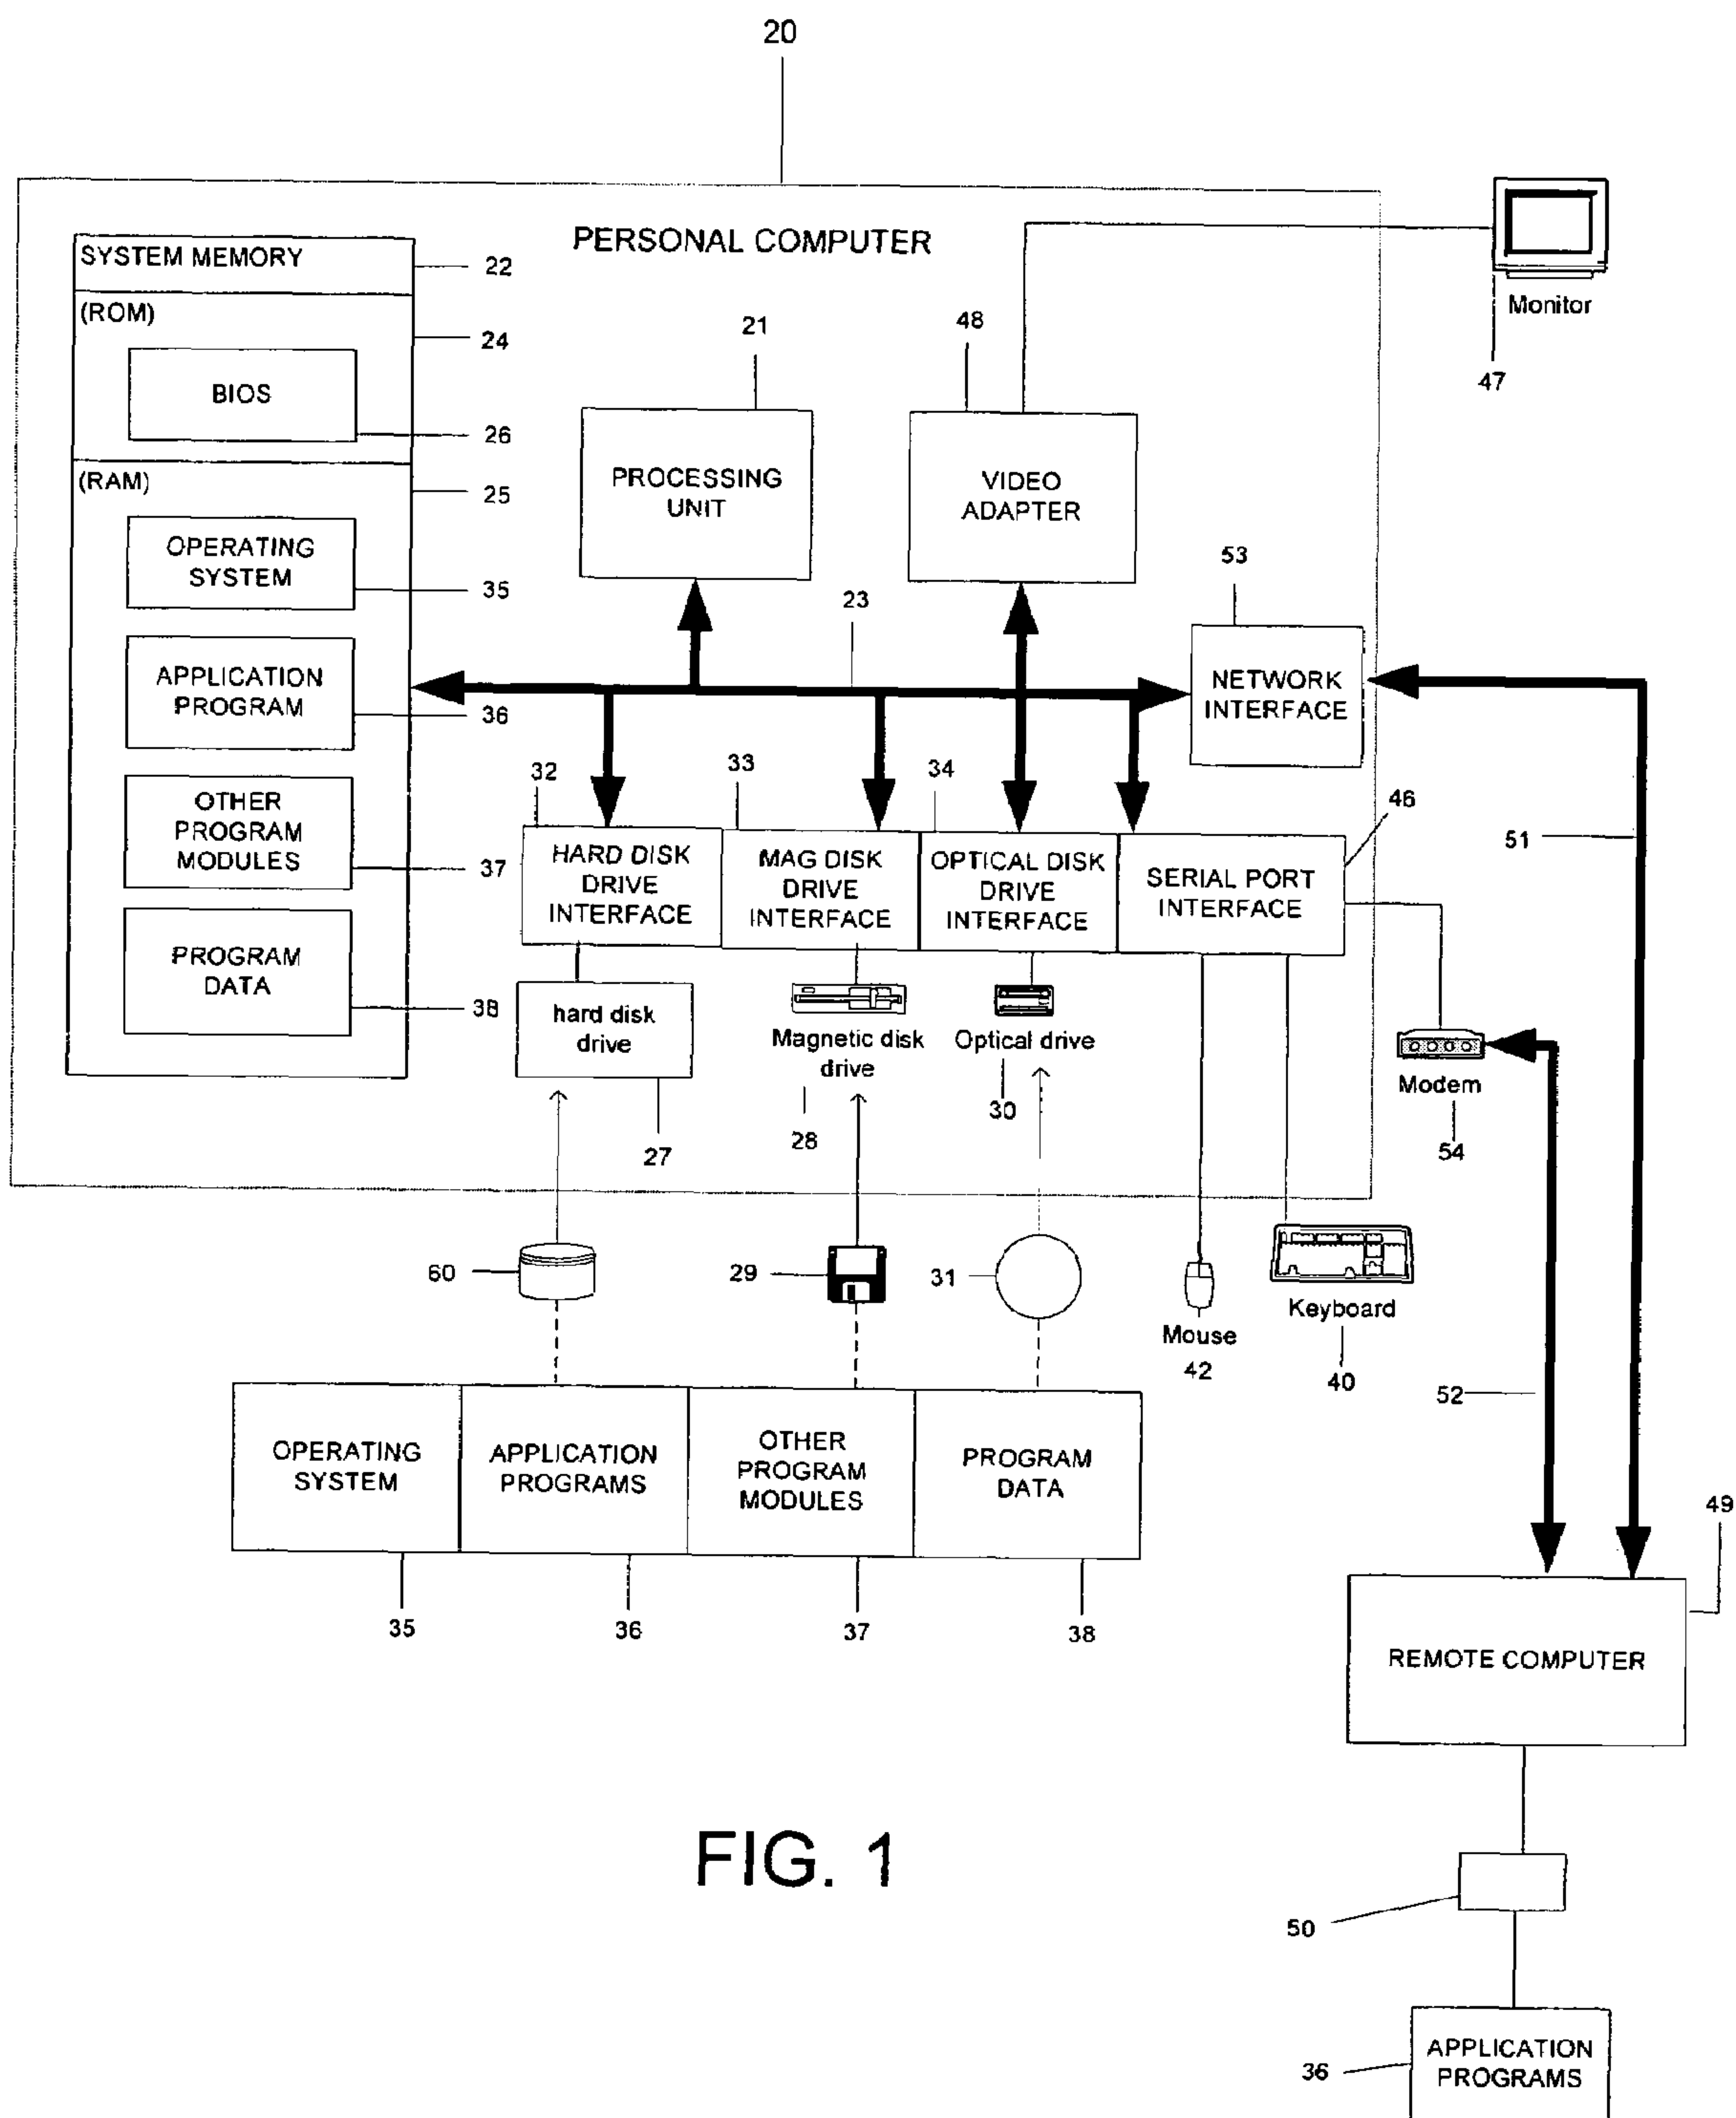 20
PERSONAL COMPUTER
SYSTEM MEMORY
22
(ROM)
24
BIOS
26
(RAM)
25
OPERATING
SYSTEM
35
APPLICATION
PROGRAM
36
OTHER
PROGRAM
MODULES
37
PROGRAM
DATA
38
21
PROCESSING
UNIT
48
VIDEO
ADAPTER
Monitor
47
23
53
NETWORK
INTERFACE
32
HARD DISK
DRIVE
INTERFACE
33
MAG DISK
DRIVE
INTERFACE
34
OPTICAL DISK
DRIVE
INTERFACE
46
SERIAL PORT
INTERFACE
51
hard disk
drive
27
Magnetic disk
drive
28
Optical drive
30
Modem
54
60
29
31
Mouse
42
Keyboard
40
52
OPERATING
SYSTEM
35
APPLICATION
PROGRAMS
36
OTHER
PROGRAM
MODULES
37
PROGRAM
DATA
38
49
REMOTE COMPUTER
50
36
APPLICATION
PROGRAMS
FIG. 1